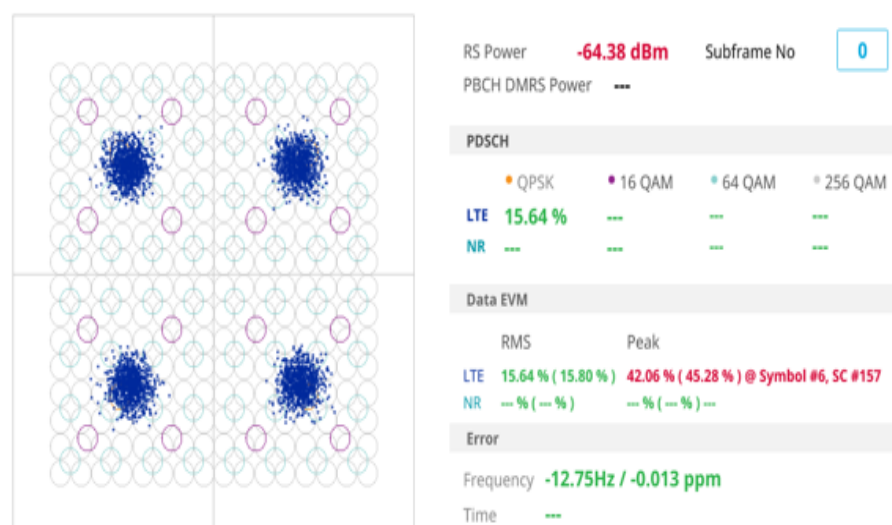 RS Power -64.38 dBm Subframe No 0
PBCH DMRS Power ---
PDSCH
QPSK 16 QAM 64 QAM 256 QAM
LTE 15.64 % --- --- ---
NR --- --- --- ---
Data EVM
RMS Peak
LTE 15.64 % ( 15.80 % ) 42.06 % ( 45.28 % ) @ Symbol #6, SC #157
NR --- % ( --- % ) --- % ( --- % ) ---
Error
Frequency -12.75Hz / -0.013 ppm
Time ---